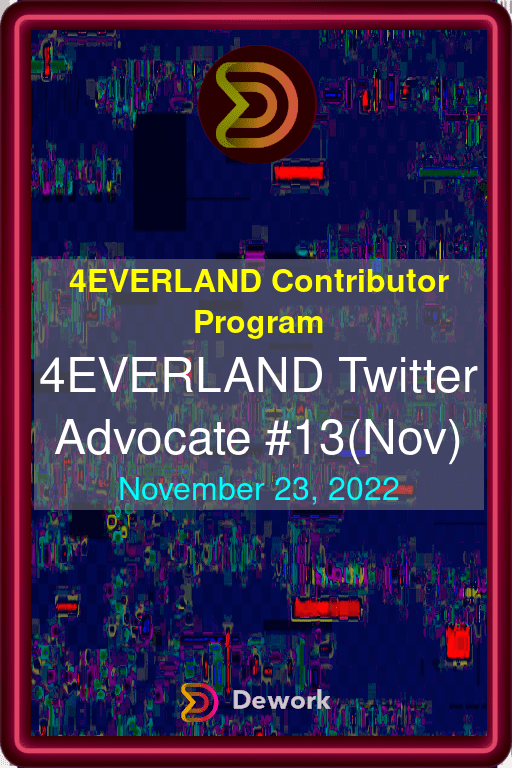 4EVERLAND Contributor
Program
4EVERLAND Twitter
Advocate #13(Nov)
November 23, 2022
Dework